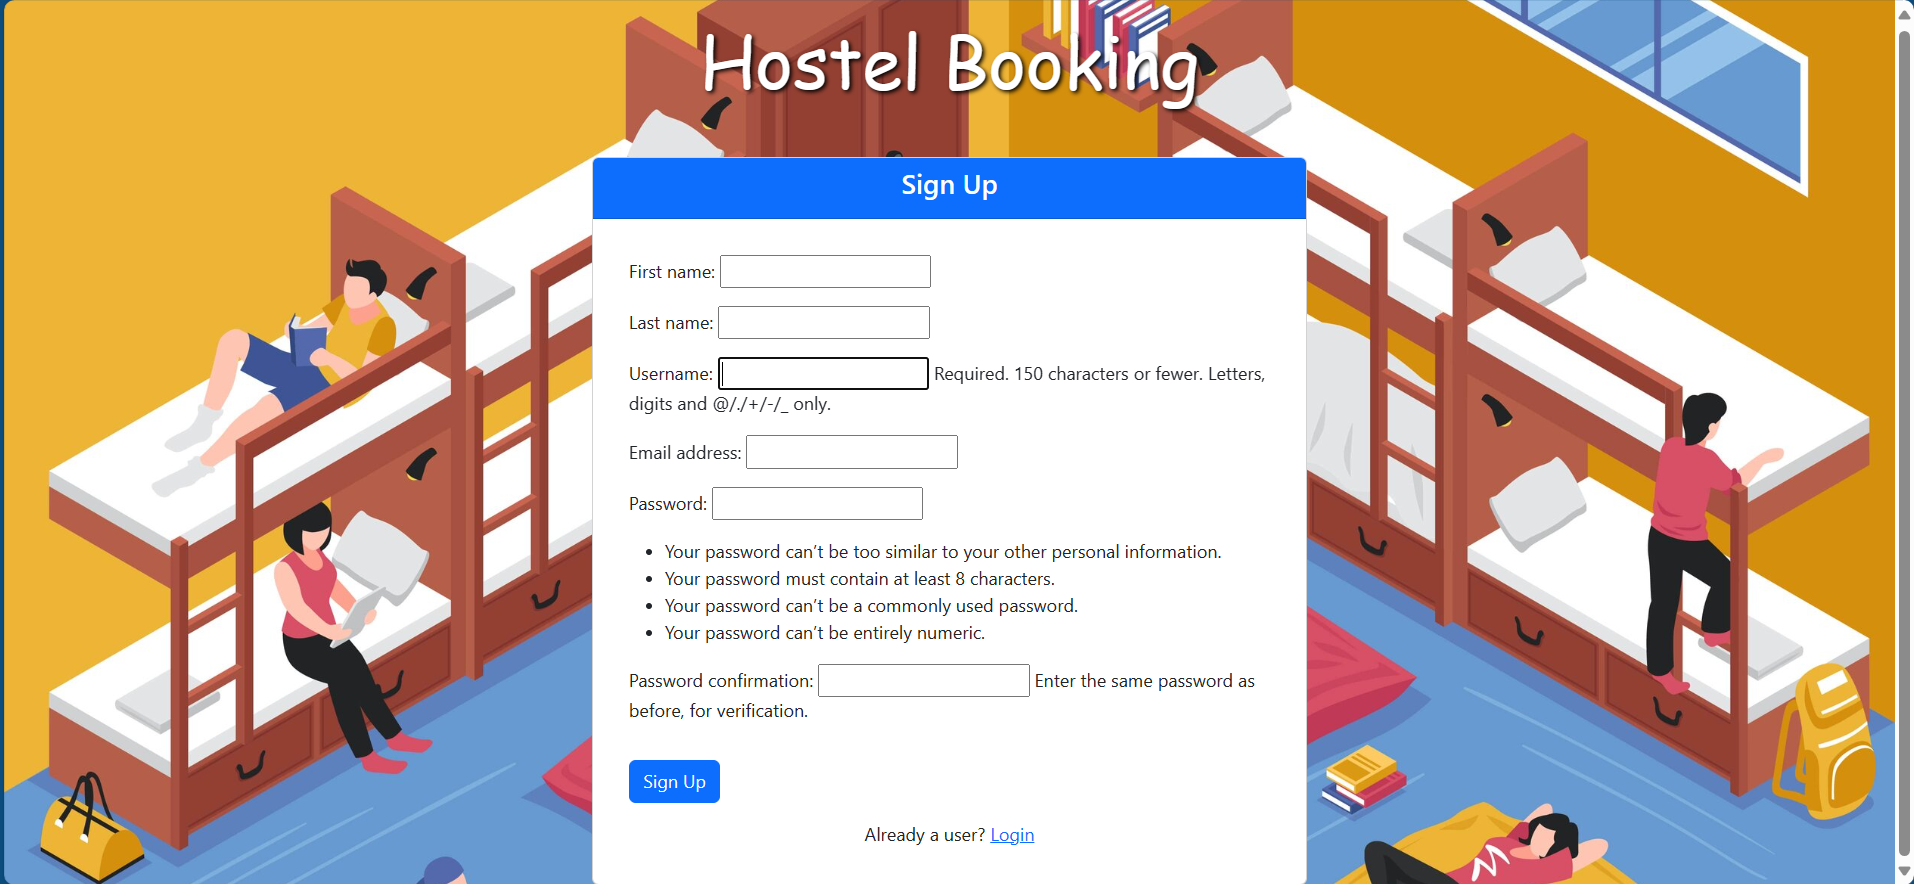 Hostel Booking
Sign Up
First name:
Last name:
Username: Required. 150 characters or fewer. Letters,
digits and @/./+/-/_ only.
Email address:
Password:
• Your password can’t be too similar to your other personal information.
• Your password must contain at least 8 characters.
• Your password can’t be a commonly used password.
• Your password can’t be entirely numeric.
Password confirmation: Enter the same password as
before, for verification.
Sign Up
Already a user? Login